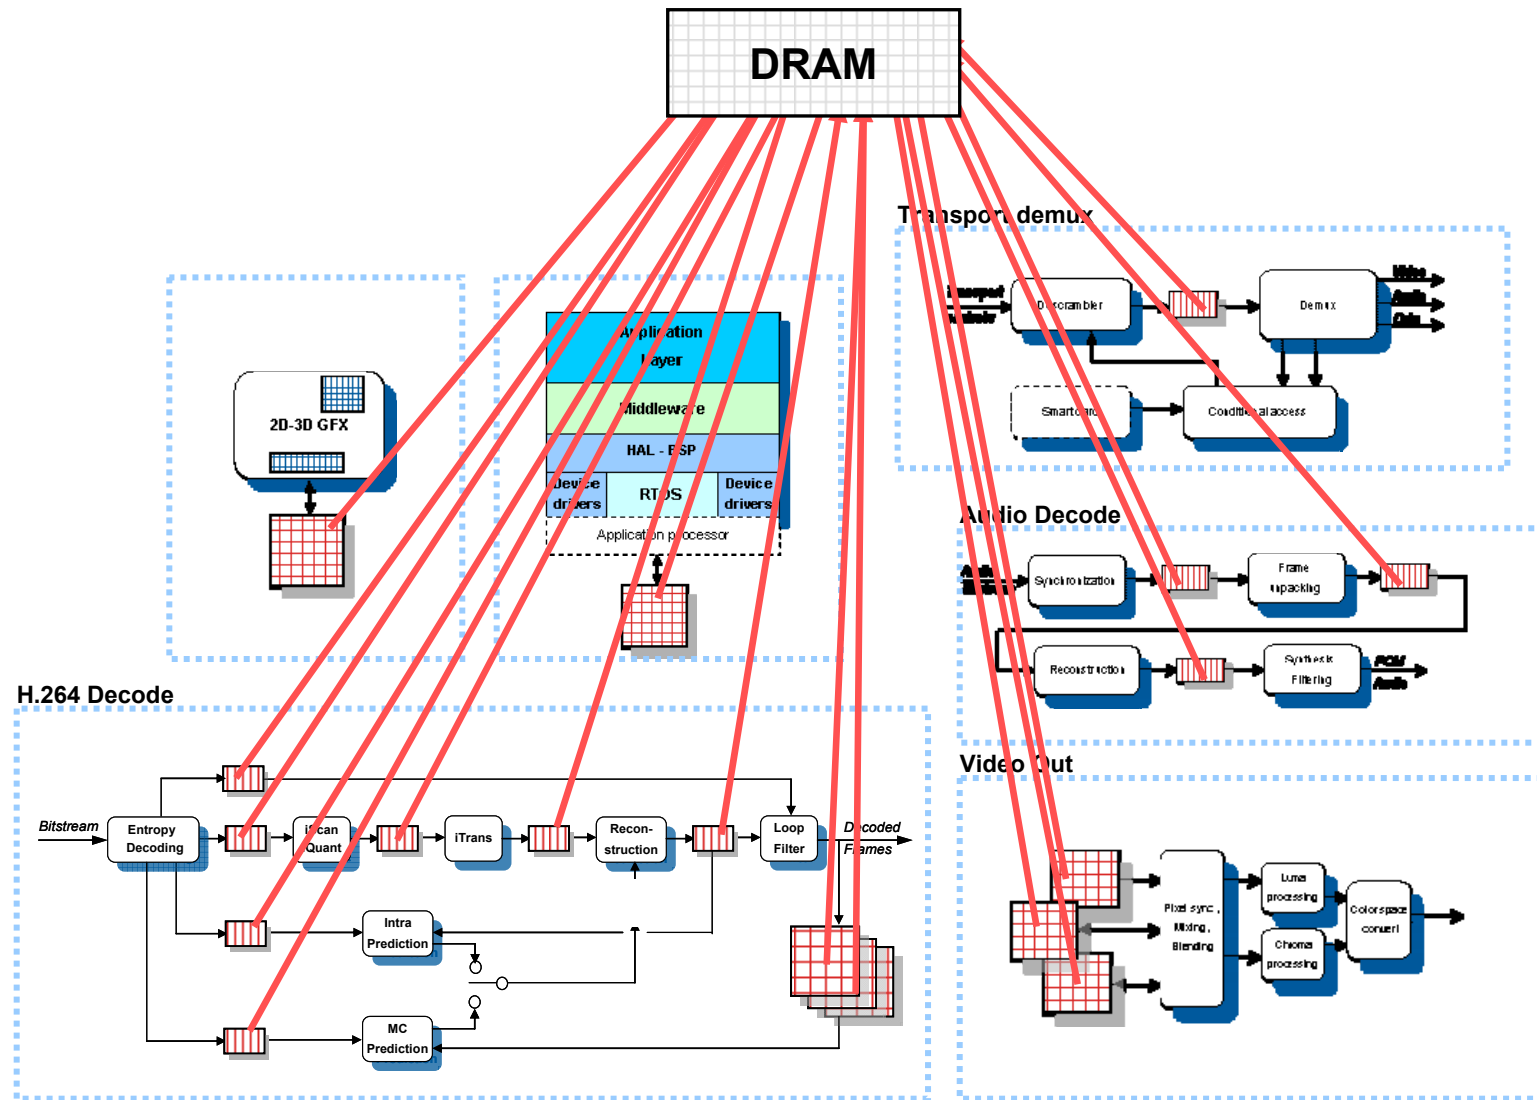 DRAM
Transport demux
Descrambler
Demux
Video
Audio
Data
Smartcard
Conditional access
2D-3D GFX
Application
Layer
Middleware
HAL - BSP
Device
drivers
RTOS
Device
drivers
Application processor
Audio Decode
Synchronization
Frame
unpacking
Reconstruction
Synthesis
Filtering
PCM
Audio
H.264 Decode
Bitstream
Entropy
Decoding
iScan
Quant
iTrans
Recon-
struction
Loop
Filter
Decoded
Frames
Intra
Prediction
MC
Prediction
Video Out
Pixel sync,
Mixing,
Blending
Luma
processing
Chroma
processing
Color space
convert